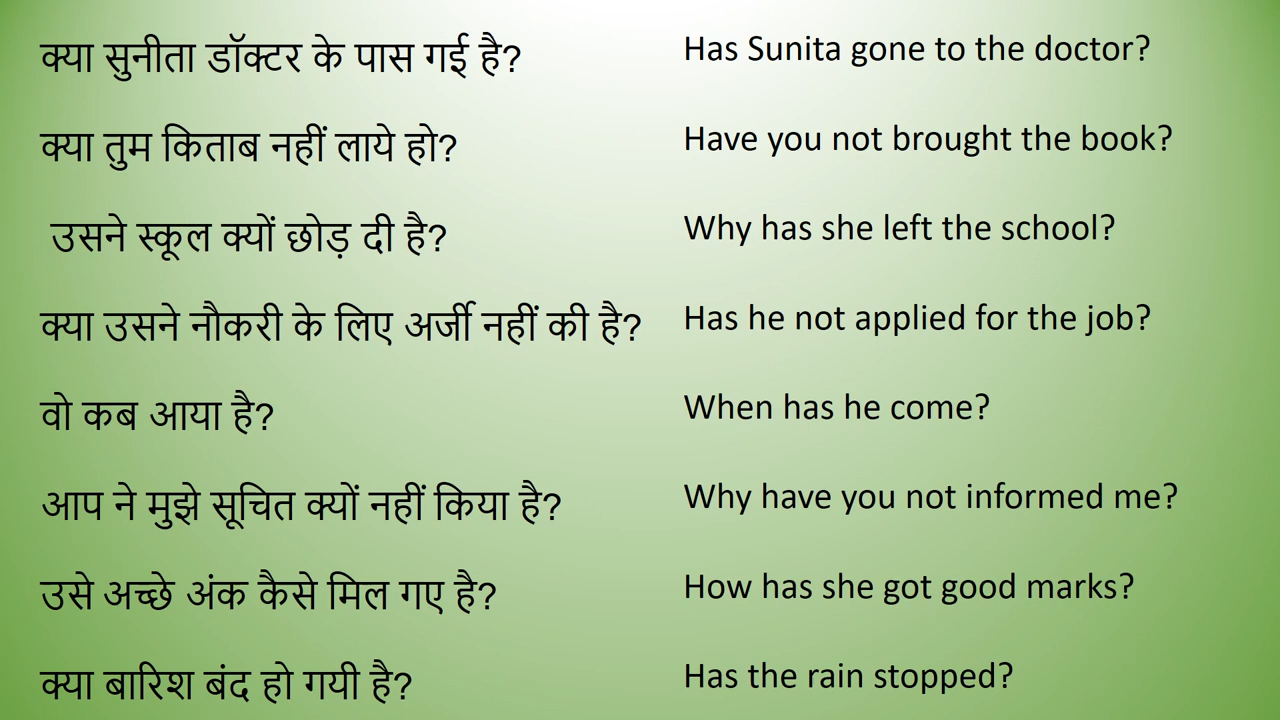 क्या सुनीता डॉक्टर के पास गई है? Has Sunita gone to the doctor?
क्या तुम किताब नहीं लाये हो? Have you not brought the book?
उसने स्कूल क्यों छोड़ दी है? Why has she left the school?
क्या उसने नौकरी के लिए अर्जी नहीं की है? Has he not applied for the job?
वो कब आया है? When has he come?
आप ने मुझे सूचित क्यों नहीं किया है? Why have you not informed me?
उसे अच्छे अंक कैसे मिल गए है? How has she got good marks?
क्या बारिश बंद हो गयी है? Has the rain stopped?